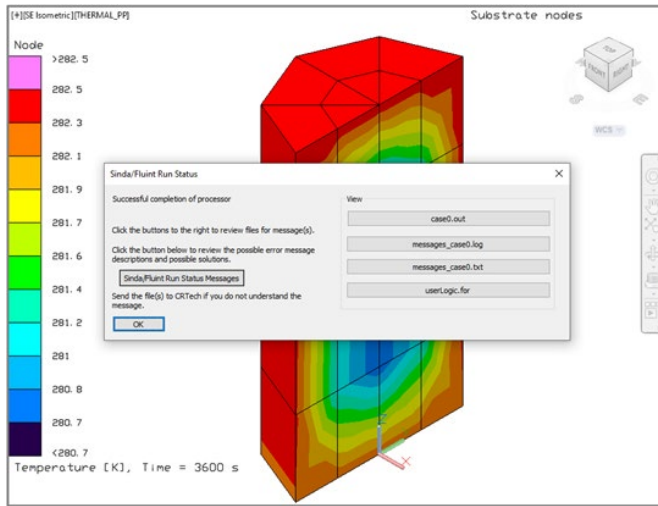 [+][SE Isometric][THERMAL_PP]
Substrate nodes
Node
>282.5
282.5
282.3
282.1
281.9
281.7
281.6
281.4
281.2
281
280.8
280.7
<280.7
Temperature [K], Time = 3600 s
TOP
FRONT
RIGHT
S
E
WCS
Sinda/Fluint Run Status
Successful completion of processor
Click the buttons to the right to review files for message(s).
Click the button below to review the possible error message
descriptions and possible solutions.
Sinda/Fluint Run Status Messages
Send the file(s) to CRTech if you do not understand the
message.
OK
View
case0.out
messages_case0.log
messages_case0.txt
userLogic.for
Z
X